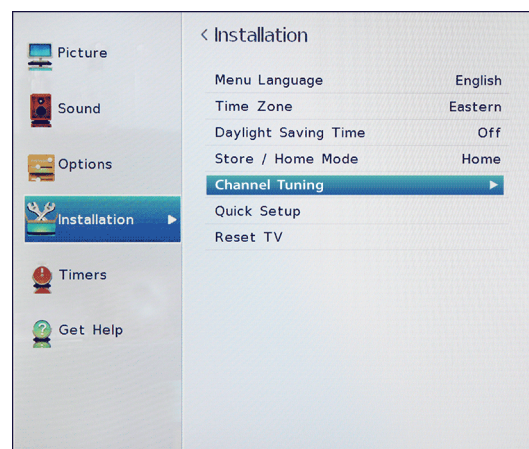 Picture
Sound
Options
Installation
Timers
Get Help
< Installation
Menu Language English
Time Zone Eastern
Daylight Saving Time Off
Store / Home Mode Home
Channel Tuning
Quick Setup
Reset TV